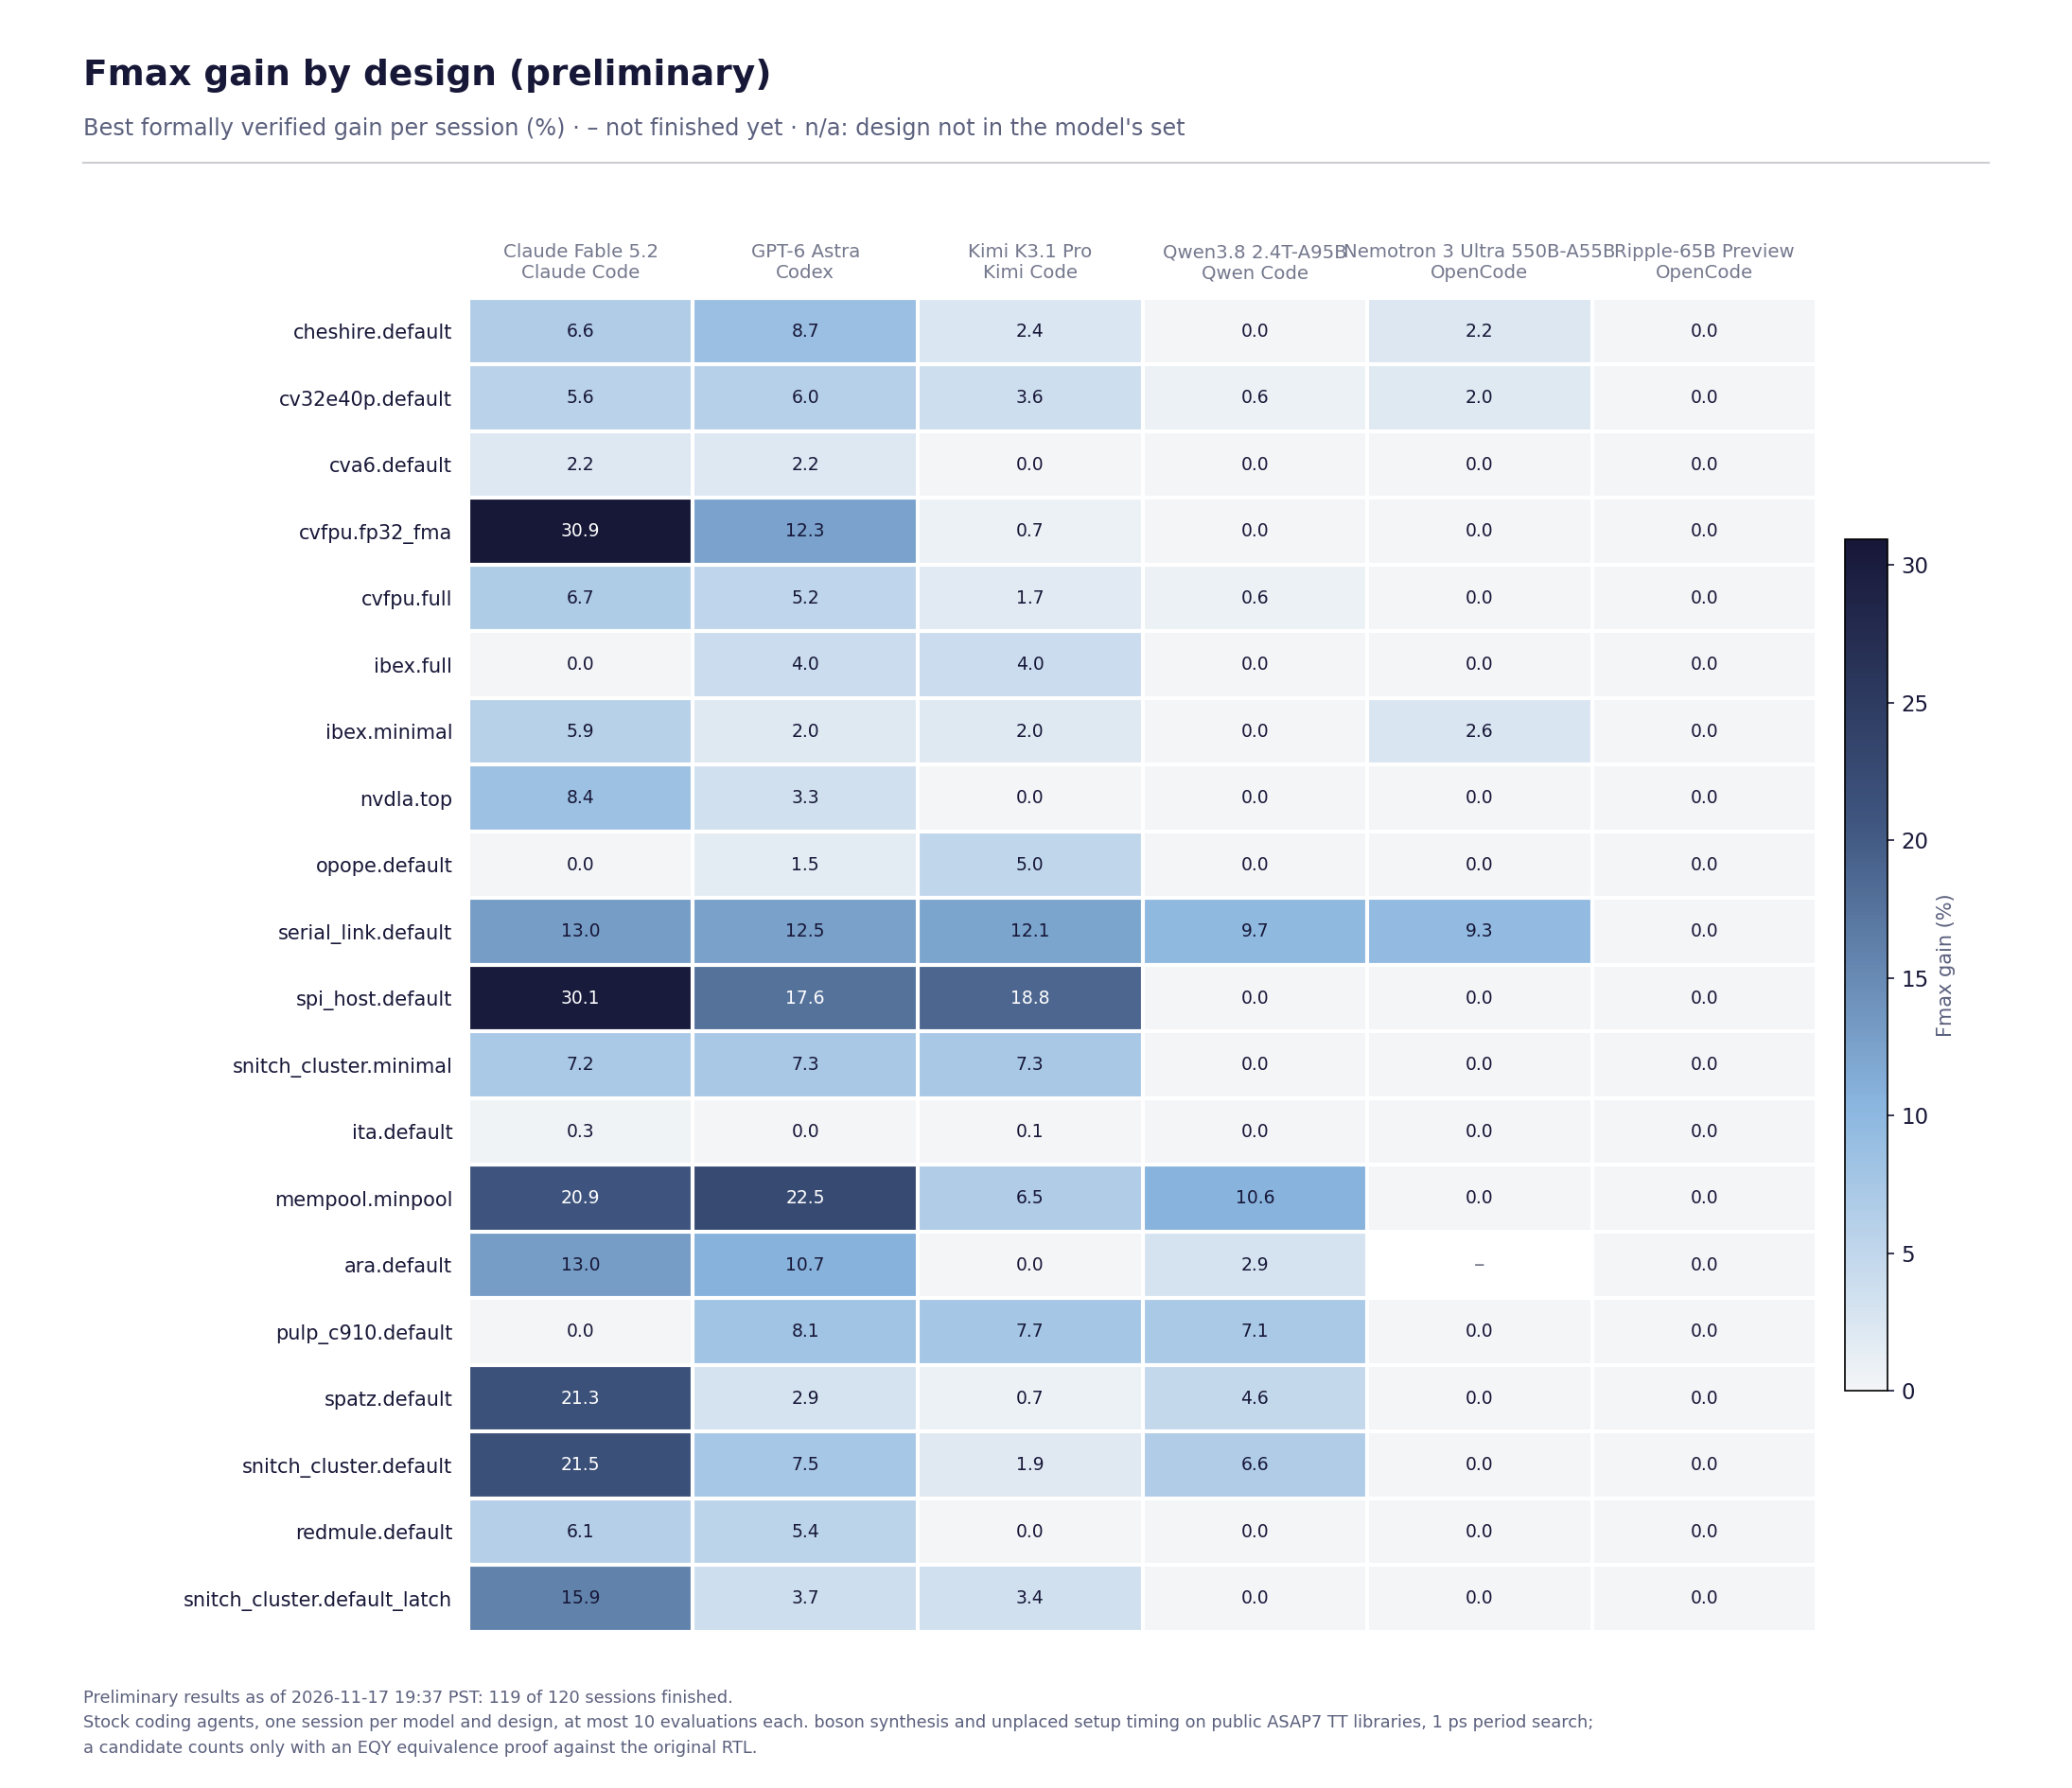 Fmax gain by design (preliminary)
Best formally verified gain per session (%) · – not finished yet · n/a: design not in the model's set
Claude Fable 5.2 GPT-6 Astra Kimi K3.1 Pro Qwen3.8 2.4T-A95B Nemotron 3 Ultra 550B-A55B Ripple-65B Preview
Claude Code Codex Kimi Code Qwen Code OpenCode OpenCode
cheshire.default 6.6 8.7 2.4 0.0 2.2 0.0
cv32e40p.default 5.6 6.0 3.6 0.6 2.0 0.0
cva6.default 2.2 2.2 0.0 0.0 0.0 0.0
cvfpu.fp32_fma 30.9 12.3 0.7 0.0 0.0 0.0
cvfpu.full 6.7 5.2 1.7 0.6 0.0 0.0
ibex.full 0.0 4.0 4.0 0.0 0.0 0.0
ibex.minimal 5.9 2.0 2.0 0.0 2.6 0.0
nvdla.top 8.4 3.3 0.0 0.0 0.0 0.0
opope.default 0.0 1.5 5.0 0.0 0.0 0.0
serial_link.default 13.0 12.5 12.1 9.7 9.3 0.0
spi_host.default 30.1 17.6 18.8 0.0 0.0 0.0
snitch_cluster.minimal 7.2 7.3 7.3 0.0 0.0 0.0
ita.default 0.3 0.0 0.1 0.0 0.0 0.0
mempool.minpool 20.9 22.5 6.5 10.6 0.0 0.0
ara.default 13.0 10.7 0.0 2.9 – 0.0
pulp_c910.default 0.0 8.1 7.7 7.1 0.0 0.0
spatz.default 21.3 2.9 0.7 4.6 0.0 0.0
snitch_cluster.default 21.5 7.5 1.9 6.6 0.0 0.0
redmule.default 6.1 5.4 0.0 0.0 0.0 0.0
snitch_cluster.default_latch 15.9 3.7 3.4 0.0 0.0 0.0
30
25
20
15
10
5
0
Fmax gain (%)
Preliminary results as of 2026-11-17 19:37 PST: 119 of 120 sessions finished.
Stock coding agents, one session per model and design, at most 10 evaluations each. boson synthesis and unplaced setup timing on public ASAP7 TT libraries, 1 ps period search;
a candidate counts only with an EQY equivalence proof against the original RTL.